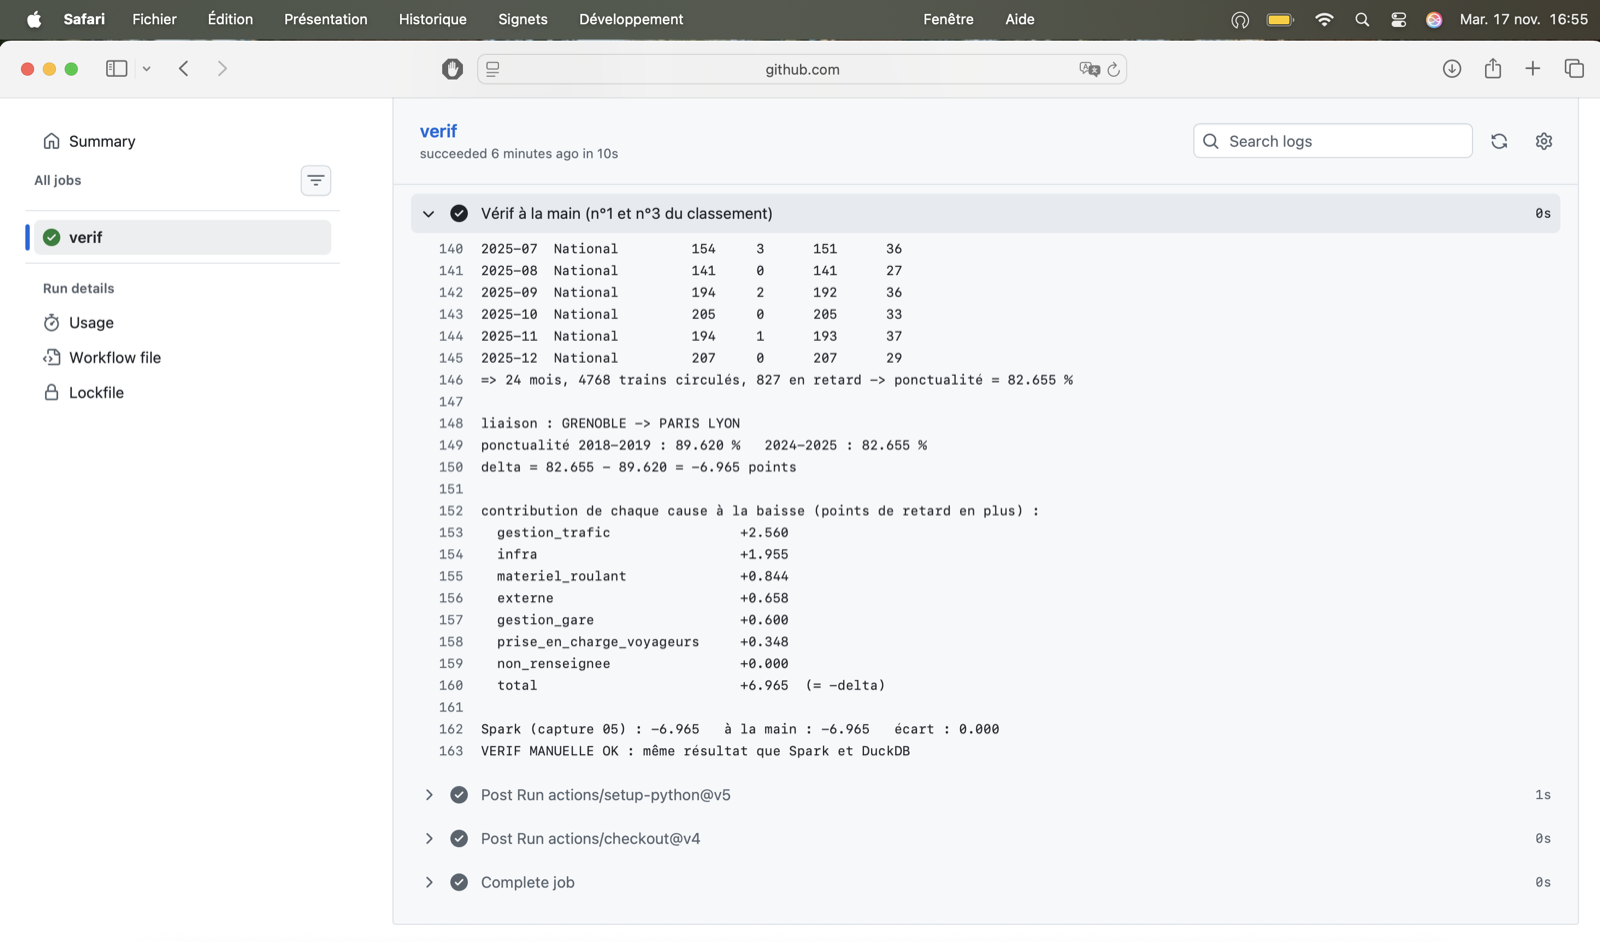 Safari Fichier Édition Présentation Historique Signets Développement Fenêtre Aide Mar. 17 nov. 16:55
github.com
Summary
All jobs
verif
Run details
Usage
Workflow file
Lockfile
verif
succeeded 6 minutes ago in 10s
Search logs
Vérif à la main (n°1 et n°3 du classement) 0s
140 2025-07 National 154 3 151 36
141 2025-08 National 141 0 141 27
142 2025-09 National 194 2 192 36
143 2025-10 National 205 0 205 33
144 2025-11 National 194 1 193 37
145 2025-12 National 207 0 207 29
146 => 24 mois, 4768 trains circulés, 827 en retard -> ponctualité = 82.655 %
147
148 liaison : GRENOBLE -> PARIS LYON
149 ponctualité 2018-2019 : 89.620 % 2024-2025 : 82.655 %
150 delta = 82.655 - 89.620 = -6.965 points
151
152 contribution de chaque cause à la baisse (points de retard en plus) :
153 gestion_trafic +2.560
154 infra +1.955
155 materiel_roulant +0.844
156 externe +0.658
157 gestion_gare +0.600
158 prise_en_charge_voyageurs +0.348
159 non_renseignee +0.000
160 total +6.965 (= -delta)
161
162 Spark (capture 05) : -6.965 à la main : -6.965 écart : 0.000
163 VERIF MANUELLE OK : même résultat que Spark et DuckDB
Post Run actions/setup-python@v5 1s
Post Run actions/checkout@v4 0s
Complete job 0s